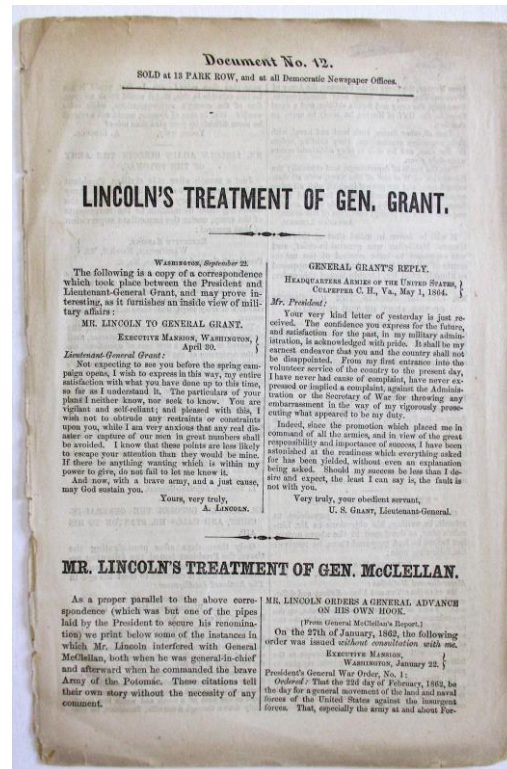 Document No. 12.
SOLD at 13 PARK ROW, and at all Democratic Newspaper Offices.
LINCOLN'S TREATMENT OF GEN. GRANT.
WASHINGTON, September 22.
The following is a copy of a correspondence
which took place between the President and
Lieutenant-General Grant, and may prove in-
teresting, as it furnishes an inside view of mili-
tary affairs :
MR. LINCOLN TO GENERAL GRANT.
EXECUTIVE MANSION, WASHINGTON,
April 30.
Lieutenant-General Grant:
Not expecting to see you before the spring cam-
paign opens, I wish to express in this way, my entire
satisfaction with what you have done up to this time,
so far as I understand it. The particulars of your
plans I neither know, nor seek to know. You are
vigilant and self-reliant; and pleased with this, I
wish not to obtrude any restraints or constraints
upon you, while I am very anxious that any real dis-
aster or capture of our men in great numbers shall
be avoided. I know that these points are less likely
to escape your attention than they would be mine.
If there be anything wanting which is within my
power to give, do not fail to let me know it.
And now, with a brave army, and a just cause,
may God sustain you.
Yours, very truly,
A. LINCOLN.
GENERAL GRANT'S REPLY.
HEADQUARTERS ARMIES OF THE UNITED STATES,
CULPEPPER C. H., Va., May 1, 1864.
Mr. President:
Your very kind letter of yesterday is just re-
ceived. The confidence you express for the future,
and satisfaction for the past, in my military admin-
istration, is acknowledged with pride. It shall be my
earnest endeavor that you and the country shall not
be disappointed. From my first entrance into the
volunteer service of the country to the present day,
I have never had cause of complaint, have never ex-
pressed or implied a complaint, against the Adminis-
tration or the Secretary of War for throwing any
embarrassment in the way of my vigorously prose-
cuting what appeared to be my duty.
Indeed, since the promotion which placed me in
command of all the armies, and in view of the great
responsibility and importance of success, I have been
astonished at the readiness which everything asked
for has been yielded, without even an explanation
being asked. Should my success be less than I de-
sire and expect, the least I can say is, the fault is
not with you.
Very truly, your obedient servant,
U. S. GRANT, Lieutenant-General.
MR. LINCOLN'S TREATMENT OF GEN. McCLELLAN.
As a proper parallel to the above corre-
spondence (which was but one of the pipes
laid by the President to secure his renomina-
tion) we print below some of the instances in
which Mr. Lincoln interfered with General
McClellan, both when he was general-in-chief
and afterward when he commanded the brave
Army of the Potomac. These citations tell
their own story without the necessity of any
comment.
MR. LINCOLN ORDERS A GENERAL ADVANCE
ON HIS OWN HOOK.
[From General McClellan's Report.]
On the 27th of January, 1862, the following
order was issued without consultation with me.
EXECUTIVE MANSION,
WASHINGTON, January 22.
President's General War Order, No. 1:
Ordered: That the 22d day of February, 1862, be
the day for a general movement of the land and naval
forces of the United States against the insurgent
forces. That, especially the army at and about For-